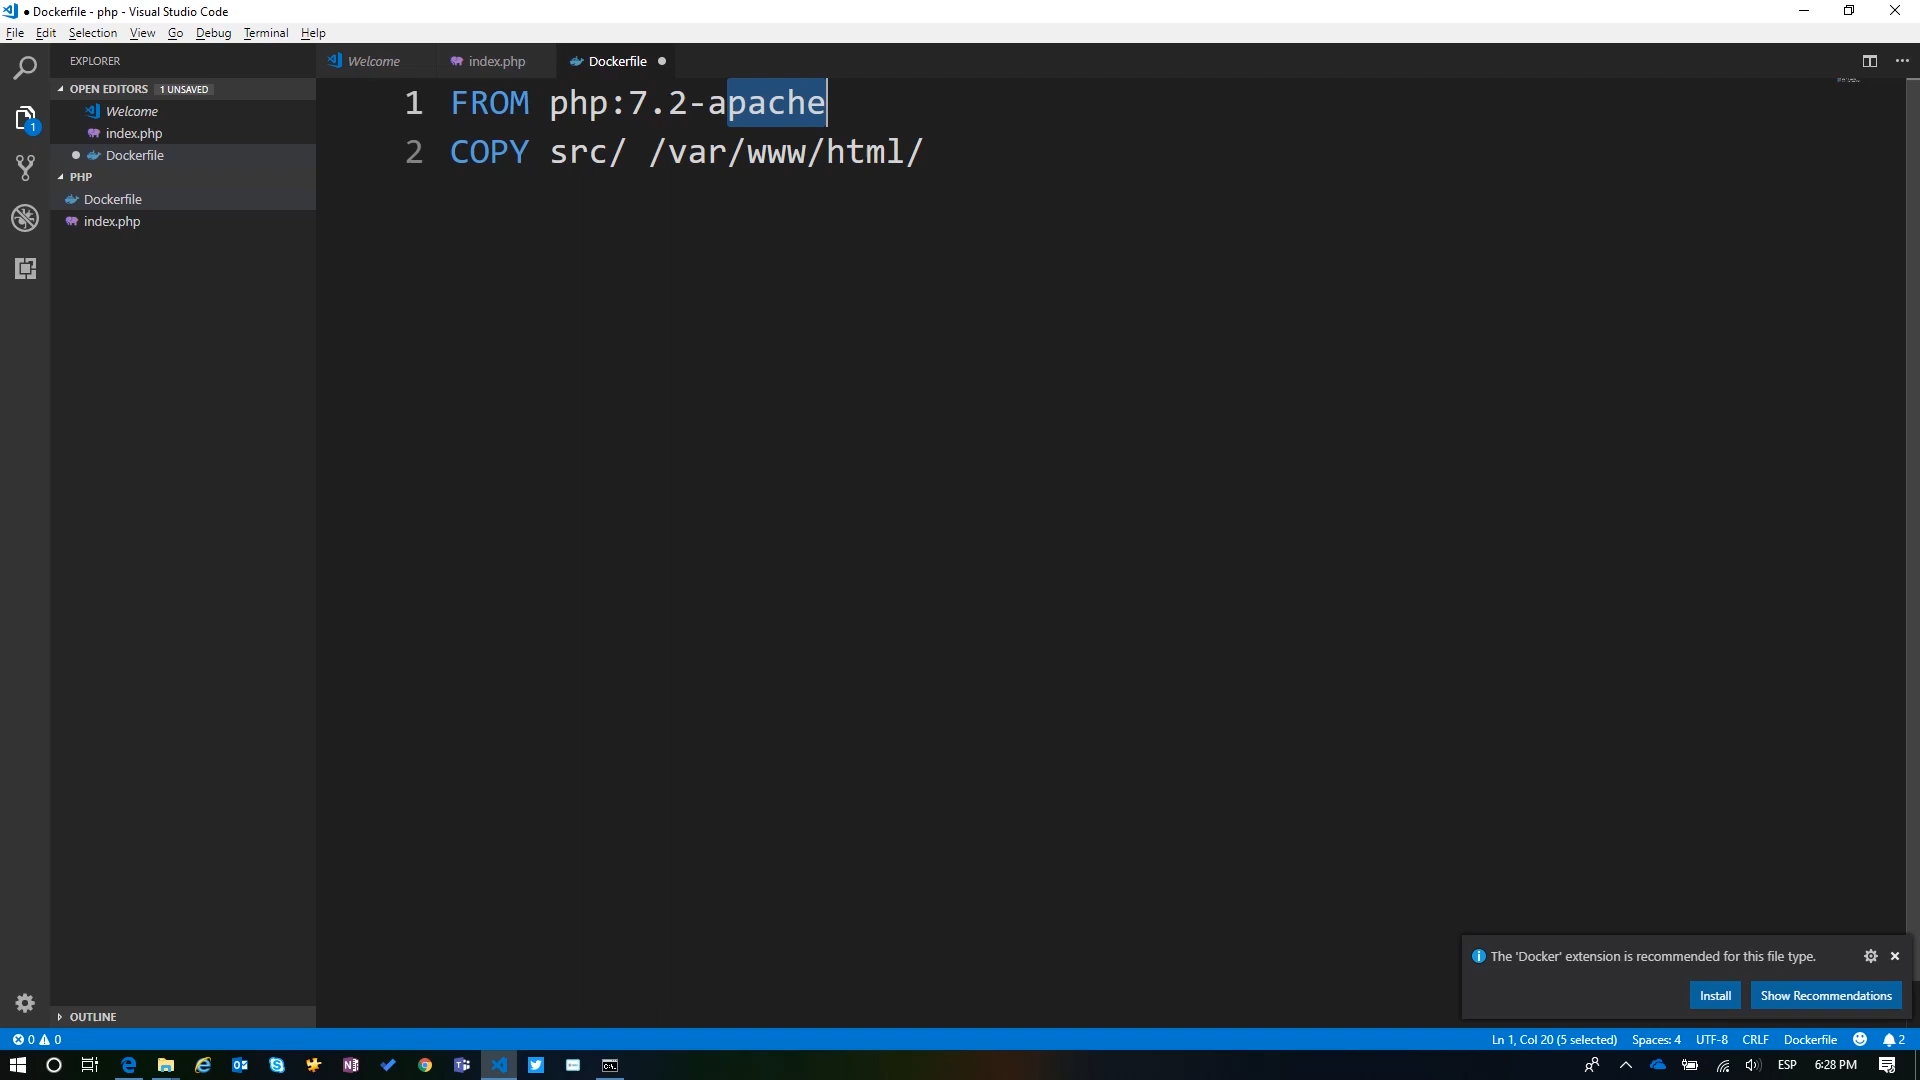 ● Dockerfile - php - Visual Studio Code
File Edit Selection View Go Debug Terminal Help
EXPLORER
Welcome index.php Dockerfile ●
OPEN EDITORS 1 UNSAVED
Welcome
index.php
Dockerfile
PHP
Dockerfile
index.php
1 FROM php:7.2-apache
2 COPY src/ /var/www/html/
1
The 'Docker' extension is recommended for this file type.
Install Show Recommendations
OUTLINE
0 0 Ln 1, Col 20 (5 selected) Spaces: 4 UTF-8 CRLF Dockerfile 2
ESP 6:28 PM